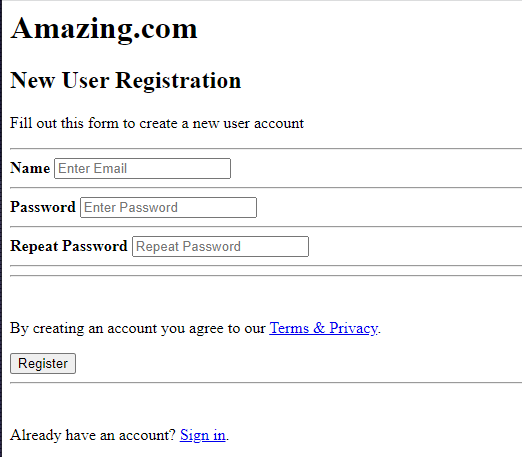 Amazing.com
New User Registration
Fill out this form to create a new user account
Name Enter Email
Password Enter Password
Repeat Password Repeat Password
By creating an account you agree to our Terms & Privacy.
Register
Already have an account? Sign in.